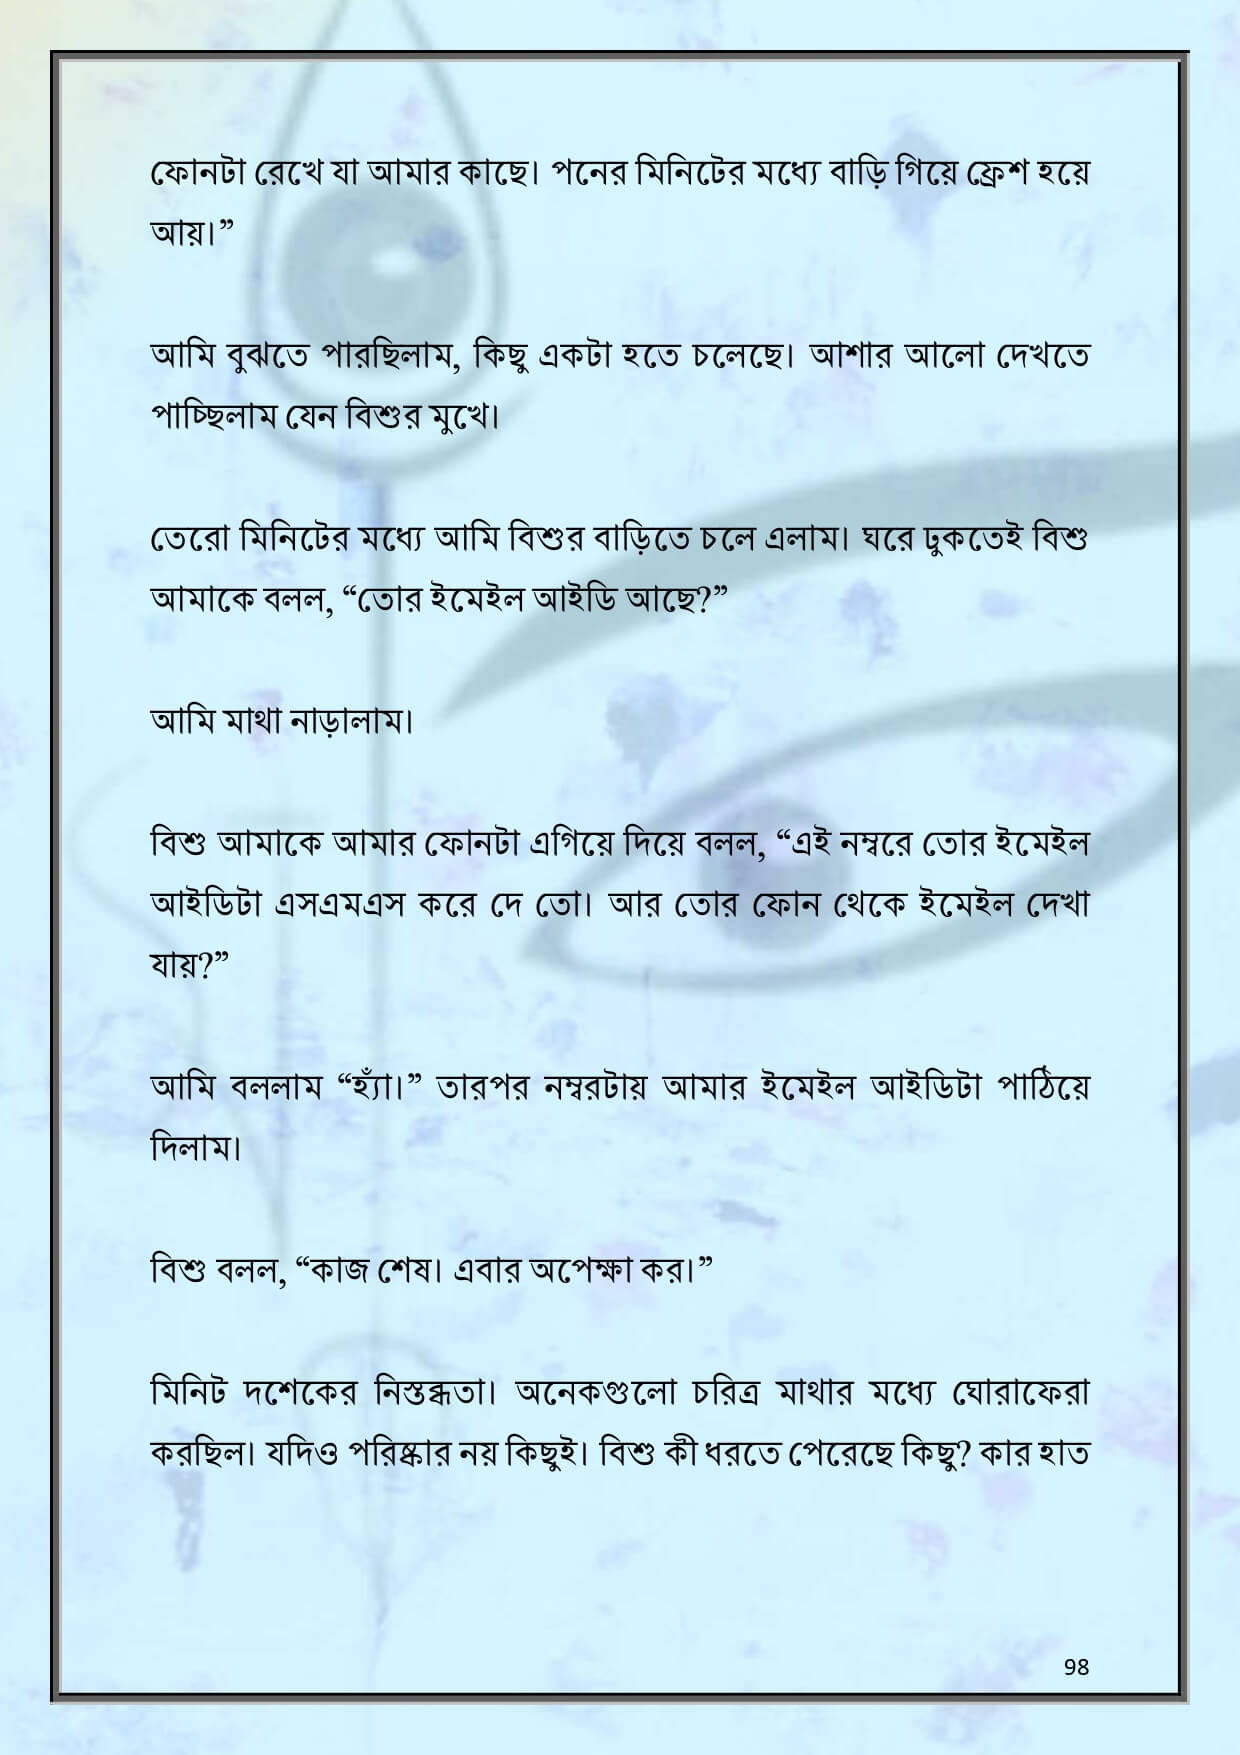 ফোনটা রেখে যা আমার কাছে। পনের মিনিটের মধ্যে বাড়ি গিয়ে ফ্রেশ হয়ে
আয়।”
আমি বুঝতে পারছিলাম, কিছু একটা হতে চলেছে। আশার আলো দেখতে
পাচ্ছিলাম যেন বিশুর মুখে।
তেরো মিনিটের মধ্যে আমি বিশুর বাড়িতে চলে এলাম। ঘরে ঢুকতেই বিশু
আমাকে বলল, “তোর ইমেইল আইডি আছে?”
আমি মাথা নাড়ালাম।
বিশু আমাকে আমার ফোনটা এগিয়ে দিয়ে বলল, “এই নম্বরে তোর ইমেইল
আইডিটা এসএমএস করে দে তো। আর তোর ফোন থেকে ইমেইল দেখা
যায়?”
আমি বললাম “হ্যাঁ।” তারপর নম্বরটায় আমার ইমেইল আইডিটা পাঠিয়ে
দিলাম।
বিশু বলল, “কাজ শেষ। এবার অপেক্ষা কর।”
মিনিট দশেকের নিস্তব্ধতা। অনেকগুলো চরিত্র মাথার মধ্যে ঘোরাফেরা
করছিল। যদিও পরিষ্কার নয় কিছুই। বিশু কী ধরতে পেরেছে কিছু? কার হাত
98